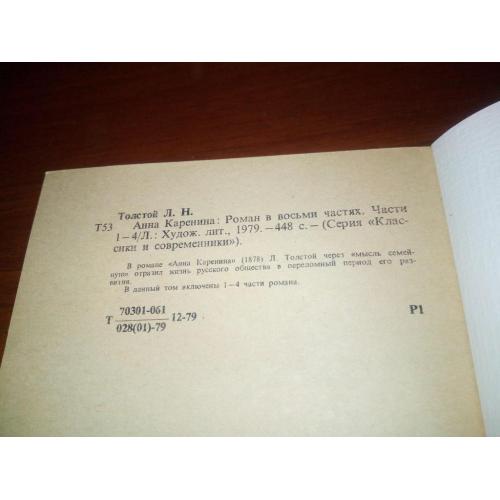 Толстой Л. Н.
Т53 Анна Каренина: Роман в восьми частях. Части
1—4/Л.: Худож. лит., 1979.—448 с.— (Серия «Клас-
сики и современники»).
В романе «Анна Каренина» (1878) Л. Толстой через «мысль семей-
ную» отразил жизнь русского общества в переломный период его раз-
вития.
В данный том включены 1—4 части романа.
Т 70301-061
028(01)-79 12-79
Р1